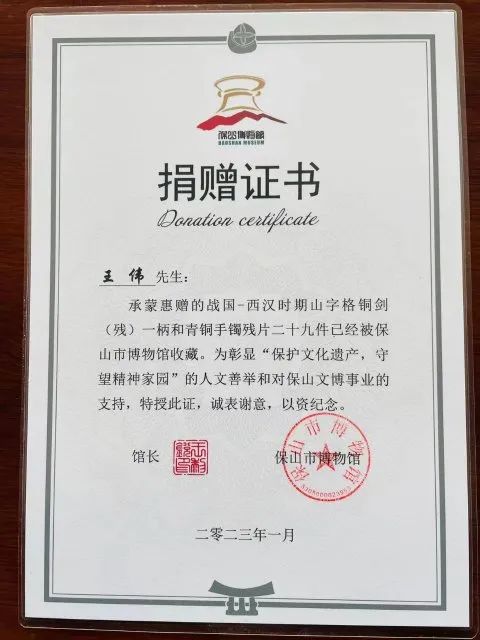 保山博物館
BAOSHAN MUSEUM
捐赠证书
Donation certificate
王伟 先生：
承蒙惠赠的战国-西汉时期山字格铜剑
（残）一柄和青铜手镯残片二十九件已经被保
山市博物馆收藏。为彰显“保护文化遗产，守
望精神家园”的人文善举和对保山文博事业的
支持，特授此证，诚表谢意，以资纪念。
馆长 保山市博物馆
保山市博物馆
二零二三年一月